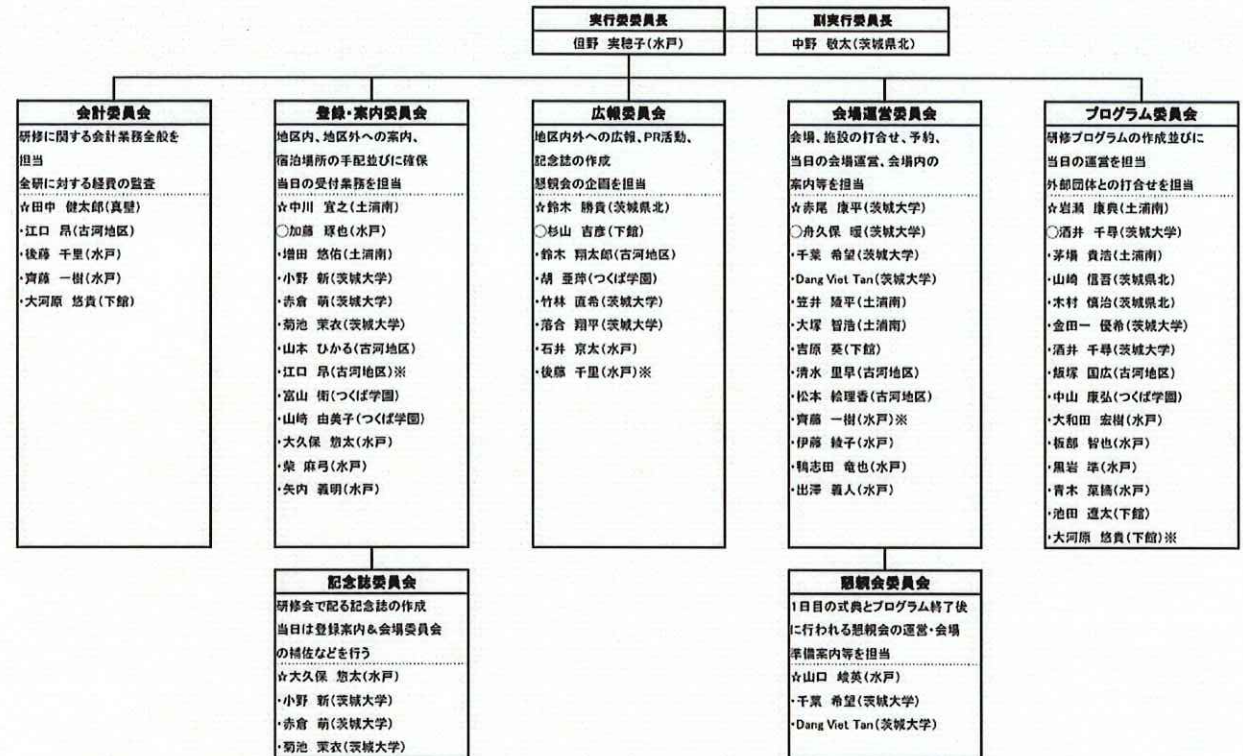 実行委委員長
但野 実穂子(水戸)
副実行委員長
中野 敬太(茨城県北)
会計委員会
研修に関する会計業務全般を
担当
全研に対する経費の監査
☆田中 健太郎(真壁)
・江口 昂(古河地区)
・後藤 千里(水戸)
・齊藤 一樹(水戸)
・大河原 悠貴(下館)
登録・案内委員会
地区内、地区外への案内、
宿泊場所の手配並びに確保
当日の受付業務を担当
☆中川 宜之(土浦南)
○加藤 琢也(水戸)
・増田 悠佑(土浦南)
・小野 新(茨城大学)
・赤倉 萌(茨城大学)
・菊池 茉衣(茨城大学)
・山本 ひかる(古河地区)
・江口 昂(古河地区)※
・富山 衛(つくば学園)
・山崎 由美子(つくば学園)
・大久保 惣太(水戸)
・柴 麻弓(水戸)
・矢内 義明(水戸)
広報委員会
地区内外への広報、PR活動、
記念誌の作成
懇親会の企画を担当
☆鈴木 勝貴(茨城県北)
○杉山 吉彦(下館)
・鈴木 翔太郎(古河地区)
・胡 亜萍(つくば学園)
・竹林 直希(茨城大学)
・落合 翔平(茨城大学)
・石井 京太(水戸)
・後藤 千里(水戸)※
会場運営委員会
会場、施設の打合せ、予約、
当日の会場運営、会場内の
案内等を担当
☆赤尾 康平(茨城大学)
○舟久保 暖(茨城大学)
・千葉 希望(茨城大学)
・Dang Viet Tan(茨城大学)
・笠井 陵平(土浦南)
・大塚 智浩(土浦南)
・吉原 葵(下館)
・清水 里早(古河地区)
・松本 絵理香(古河地区)
・齊藤 一樹(水戸)※
・伊藤 綾子(水戸)
・鴨志田 竜也(水戸)
・出澤 義人(水戸)
プログラム委員会
研修プログラムの作成並びに
当日の運営を担当
外部団体との打合せを担当
☆岩瀬 康典(土浦南)
○酒井 千尋(茨城大学)
・茅場 貴浩(土浦南)
・山崎 信吾(茨城県北)
・木村 慎治(茨城県北)
・金田一 優希(茨城大学)
・酒井 千尋(茨城大学)
・飯塚 国広(古河地区)
・中山 康弘(つくば学園)
・大和田 宏樹(水戸)
・板部 智也(水戸)
・黒岩 準(水戸)
・青木 菜摘(水戸)
・池田 遼太(下館)
・大河原 悠貴(下館)※
記念誌委員会
研修会で配る記念誌の作成
当日は登録案内&会場委員会
の補佐などを行う
☆大久保 惣太(水戸)
・小野 新(茨城大学)
・赤倉 萌(茨城大学)
・菊池 茉衣(茨城大学)
懇親会委員会
1日目の式典とプログラム終了後
に行われる懇親会の運営・会場
準備案内等を担当
☆山口 峻英(水戸)
・千葉 希望(茨城大学)
・Dang Viet Tan(茨城大学)